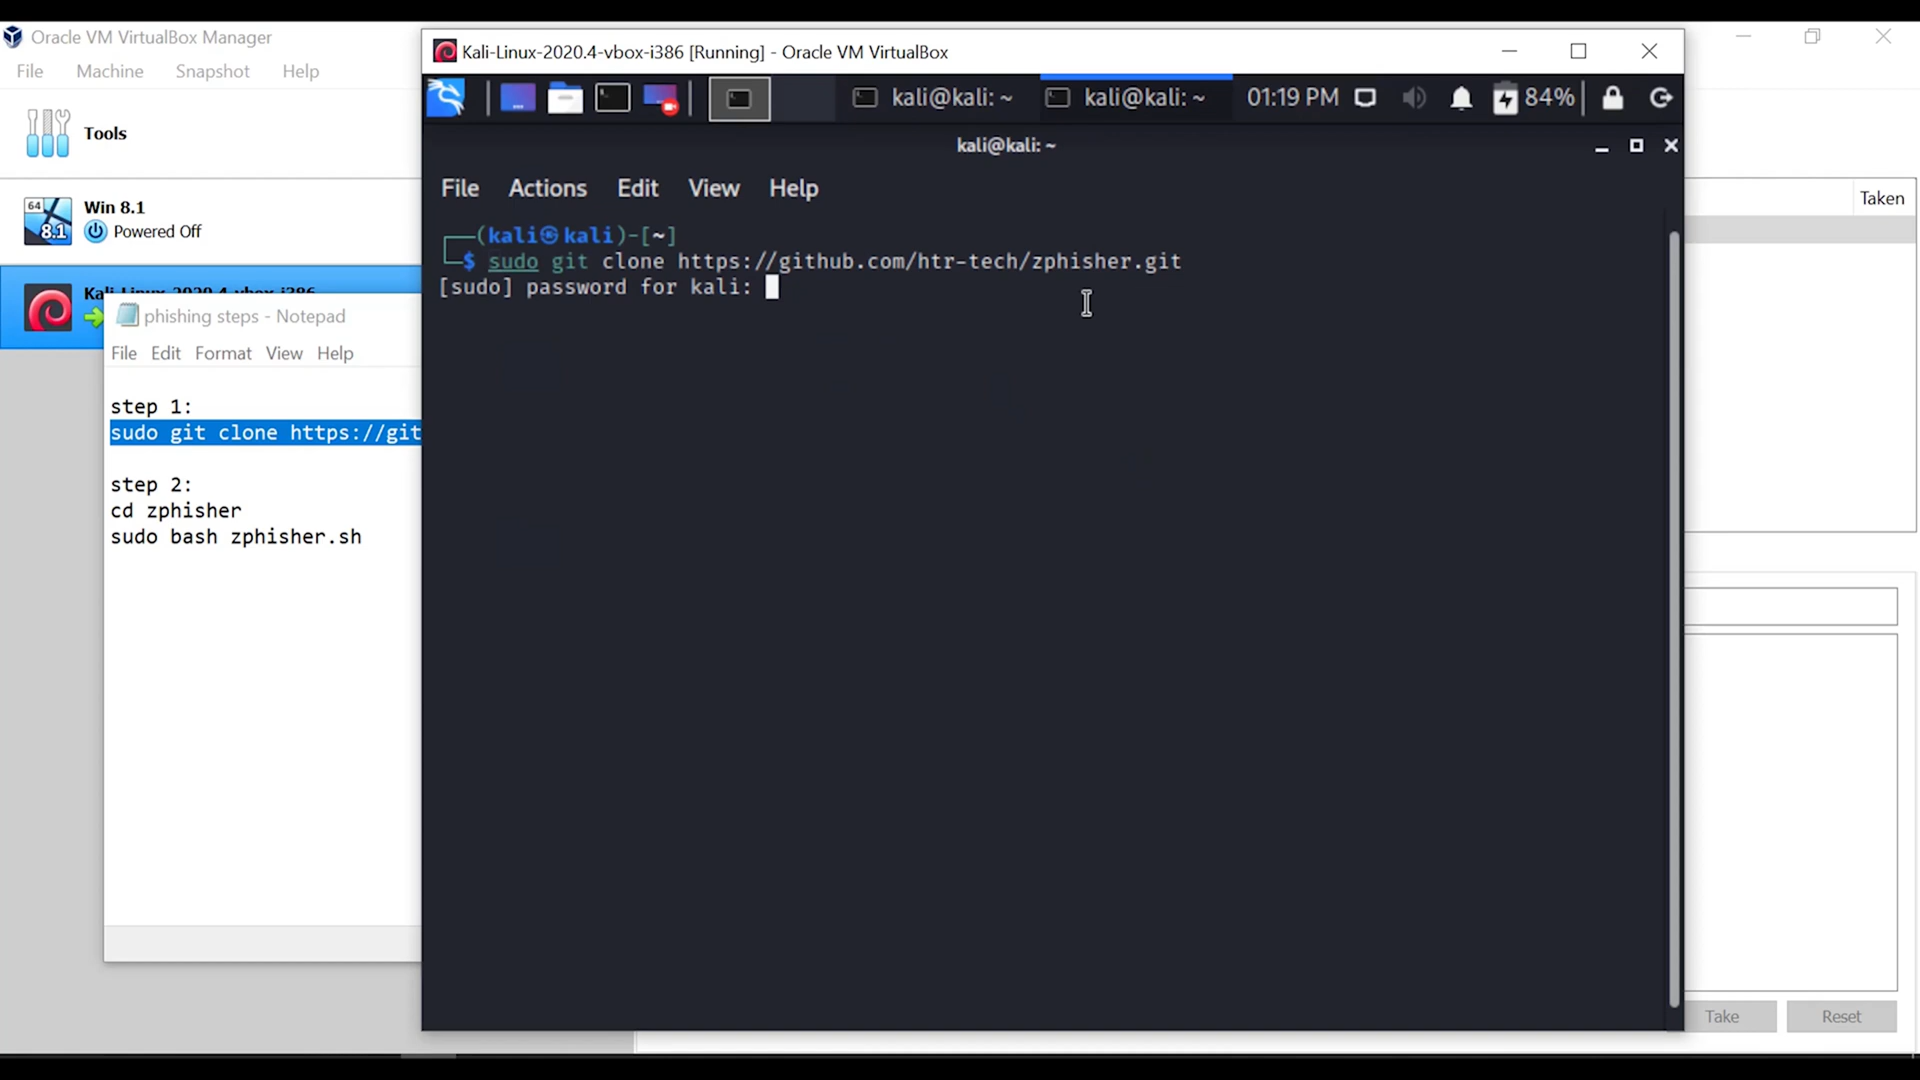 Oracle VM VirtualBox Manager
File Machine Snapshot Help
Tools
64
8.1
Win 8.1
Powered Off
Taken
Take
Reset
phishing steps - Notepad
File Edit Format View Help
step 1:
sudo git clone https://git
step 2:
cd zphisher
sudo bash zphisher.sh
Kali-Linux-2020.4-vbox-i386 [Running] - Oracle VM VirtualBox
kali@kali: ~
kali@kali: ~
01:19 PM
84%
kali@kali: ~
File Actions Edit View Help
(kali㉿kali)-[~]
$ sudo git clone https://github.com/htr-tech/zphisher.git
[sudo] password for kali: